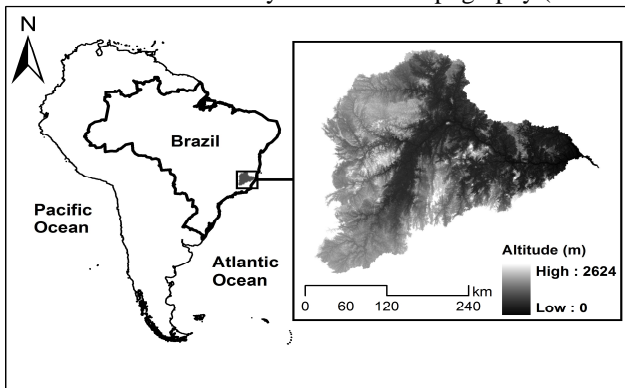 N
Brazil
Pacific
Ocean
Atlantic
Ocean
Altitude (m)
High : 2624
Low : 0
km
0 60 120 240